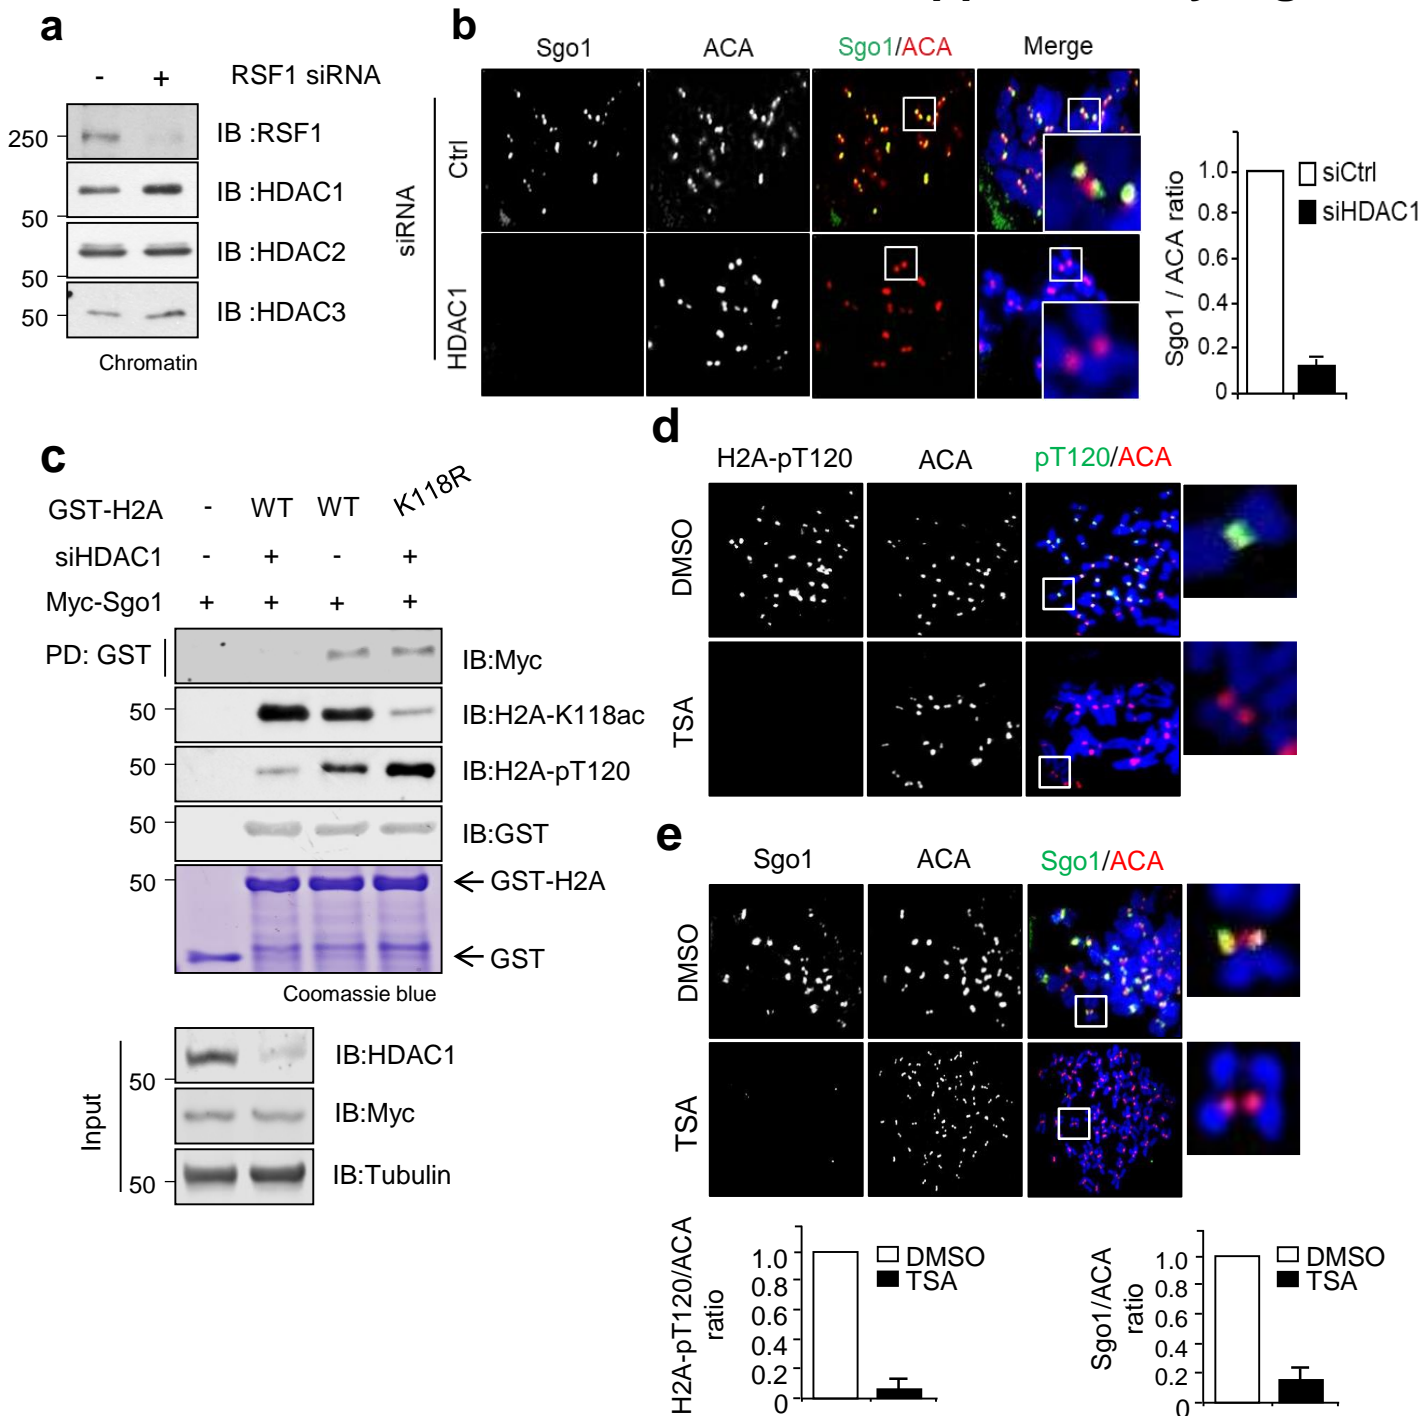 a
- + RSF1 siRNA
250 IB :RSF1
IB :HDAC1
50
IB :HDAC2
50
50 IB :HDAC3
Chromatin
b
Sgo1 ACA Sgo1/ACA Merge
siRNA
Ctrl
HDAC1
Sgo1 / ACA ratio
1.0
0.8
0.6
0.4
0.2
0
siCtrl
siHDAC1
c
GST-H2A - WT WT K118R
siHDAC1 - + - +
Myc-Sgo1 + + + +
PD: GST IB:Myc
50 IB:H2A-K118ac
50 IB:H2A-pT120
50 IB:GST
50 GST-H2A
GST
Coomassie blue
Input
IB:HDAC1
50
IB:Myc
50 IB:Tubulin
d
H2A-pT120 ACA pT120/ACA
DMSO
TSA
e
Sgo1 ACA Sgo1/ACA
DMSO
TSA
H2A-pT120/ACA
ratio
1.0
0.8
0.6
0.4
0.2
0
DMSO
TSA
Sgo1/ACA
ratio
1.0
0.8
0.6
0.4
0.2
0
DMSO
TSA